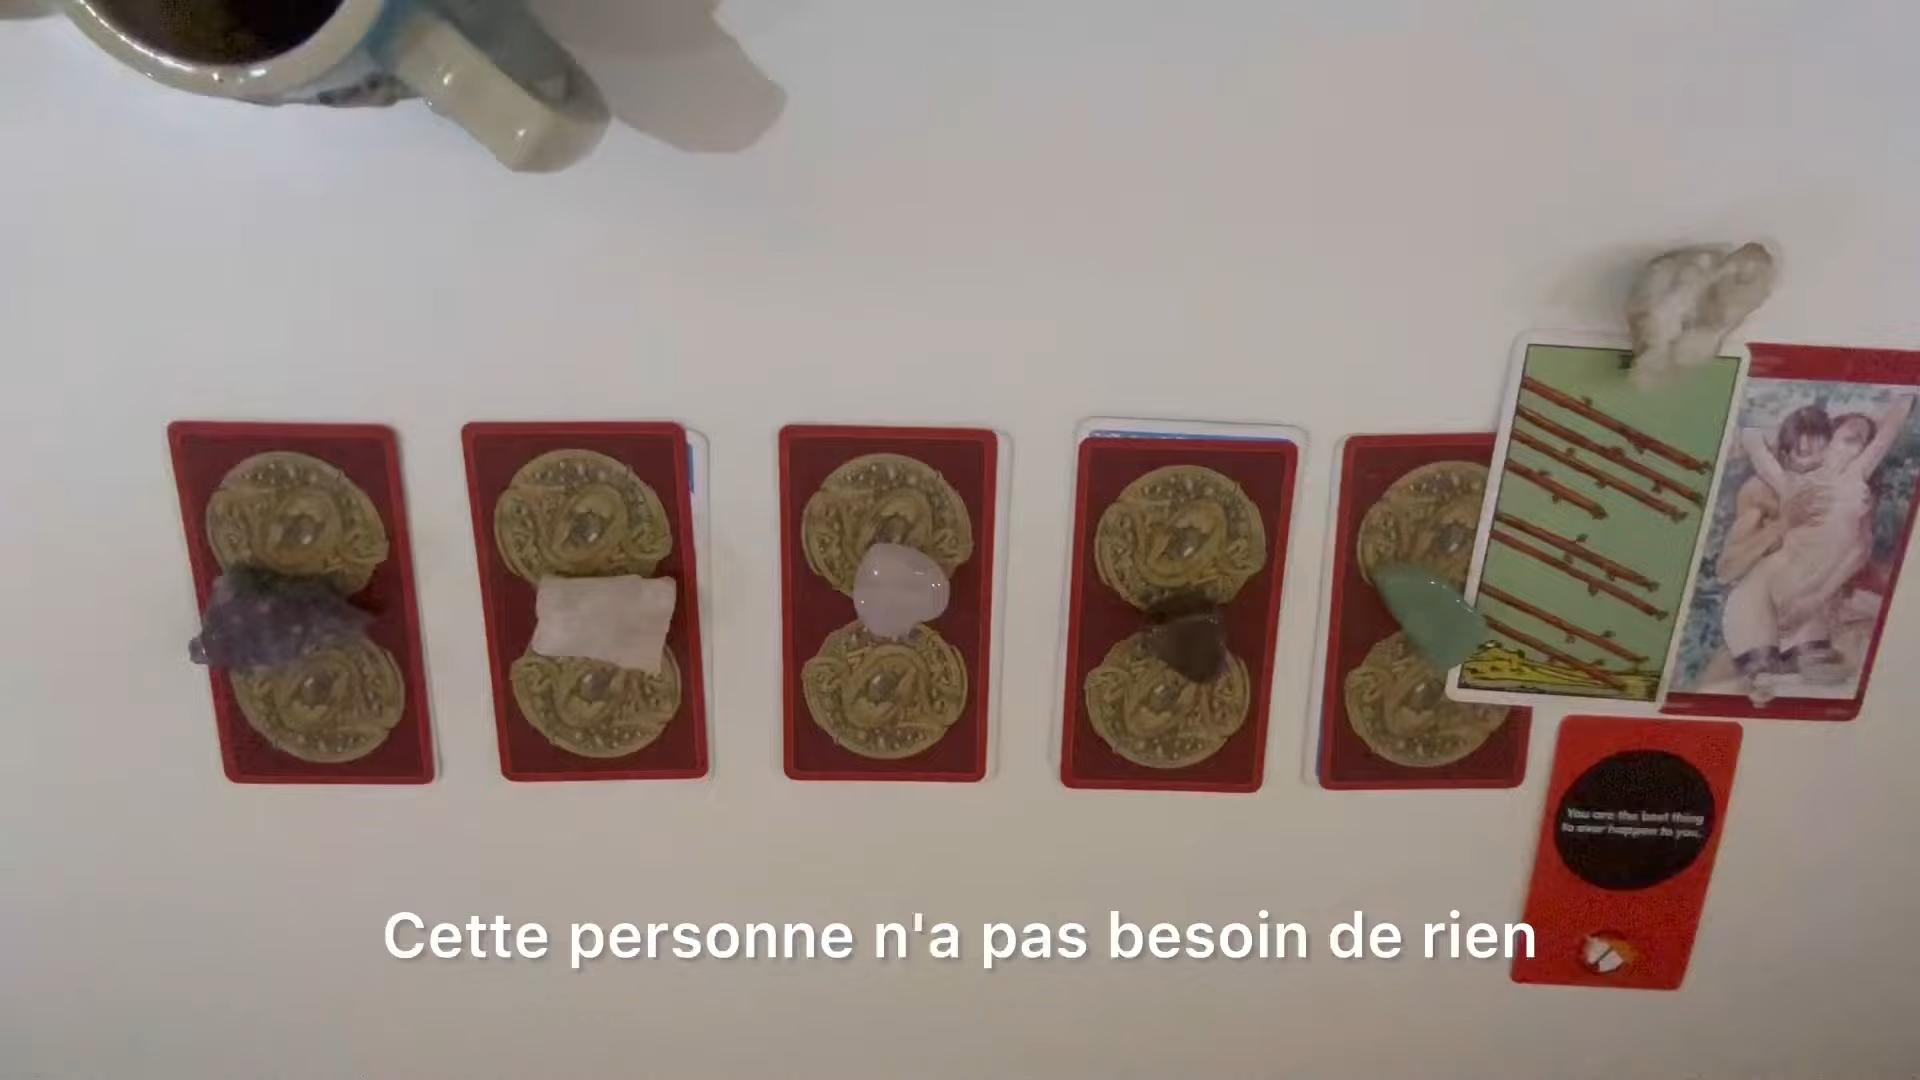 You are the best thing
to ever happen to you.
Cette personne n'a pas besoin de rien